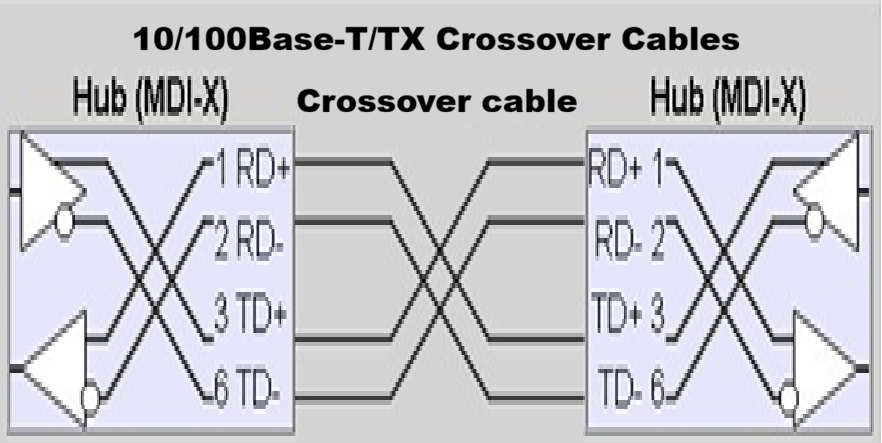 10/100Base-T/TX Crossover Cables
Hub (MDI-X) Crossover cable Hub (MDI-X)
1 RD+ RD+ 1
2 RD- RD- 2
3 TD+ TD+ 3
6 TD- TD- 6